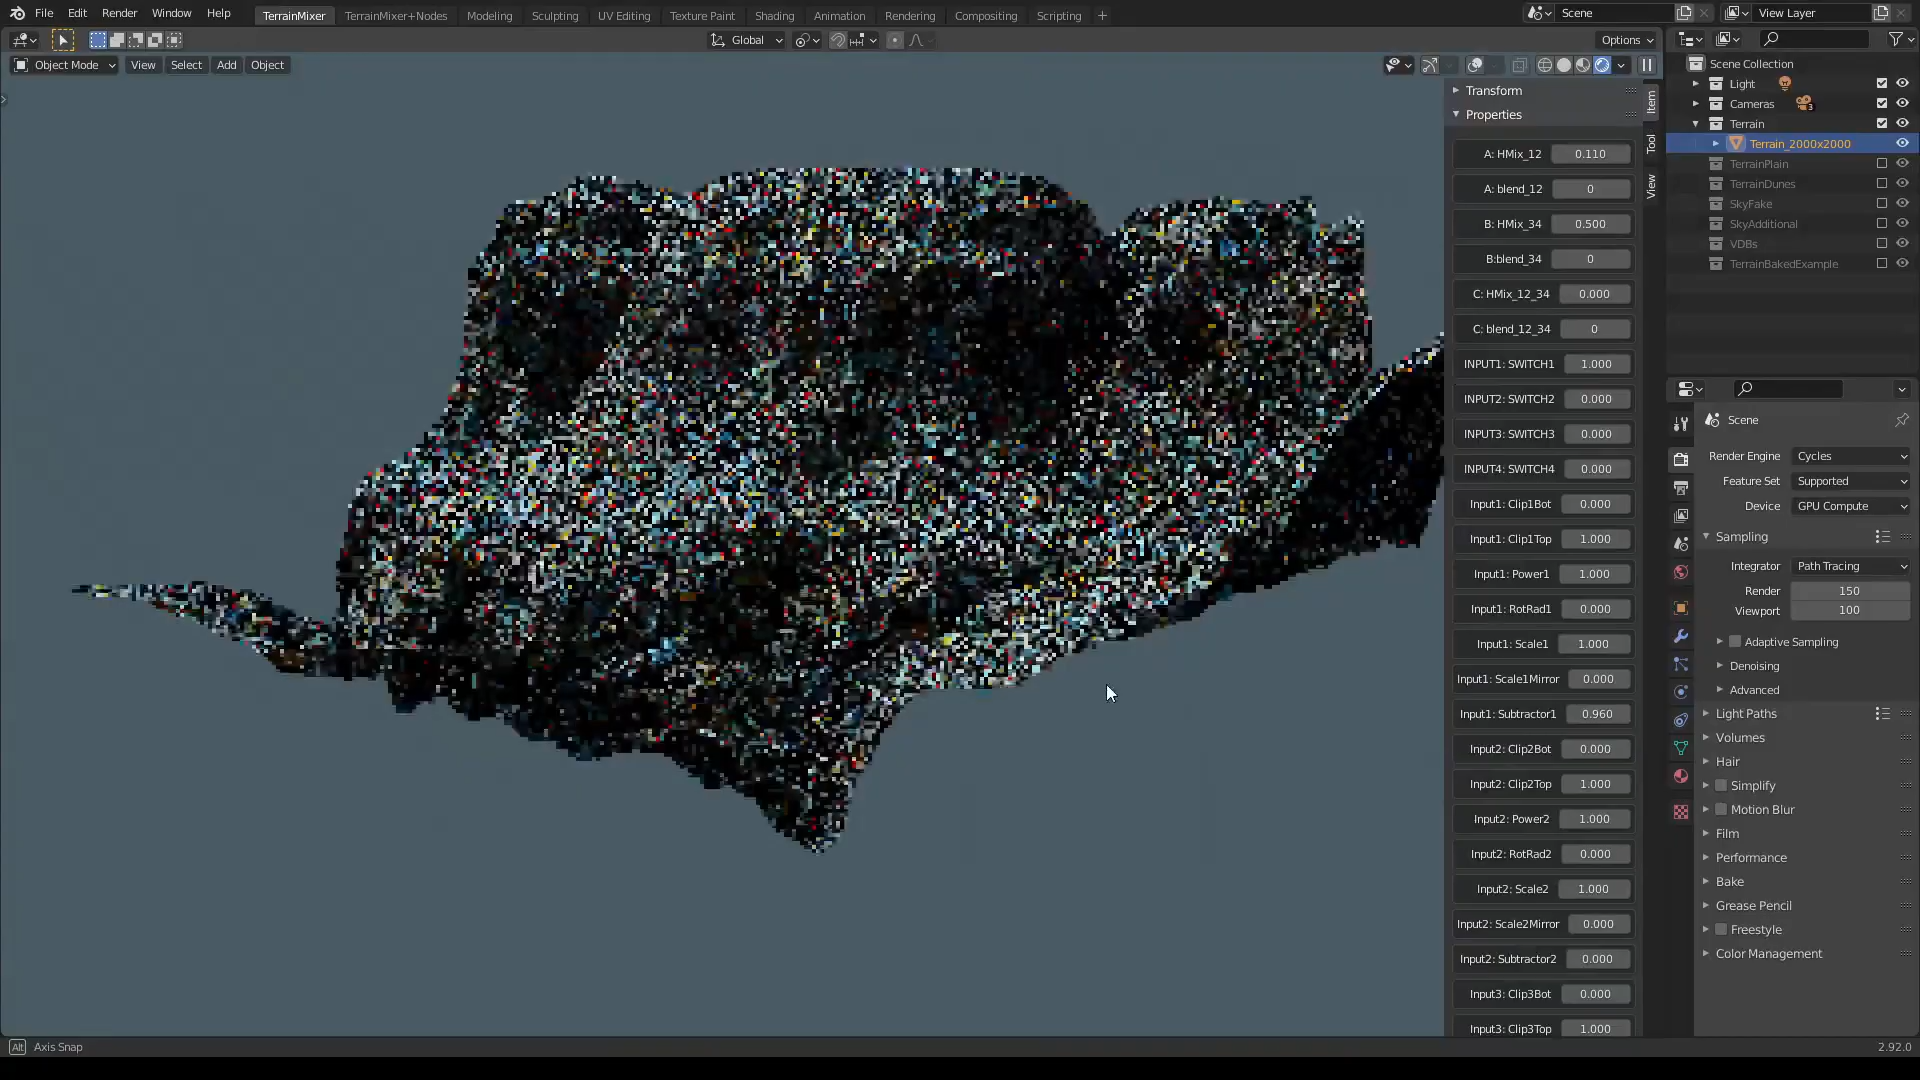 File Edit Render Window Help TerrainMixer TerrainMixer+Nodes Modeling Sculpting UV Editing Texture Paint Shading Animation Rendering Compositing Scripting + Scene View Layer
Global Options
Object Mode View Select Add Object
Transform
Properties
A: HMix_12 0.110
A: blend_12 0
B: HMix_34 0.500
B:blend_34 0
C: HMix_12_34 0.000
C: blend_12_34 0
INPUT1: SWITCH1 1.000
INPUT2: SWITCH2 0.000
INPUT3: SWITCH3 0.000
INPUT4: SWITCH4 0.000
Input1: Clip1Bot 0.000
Input1: Clip1Top 1.000
Input1: Power1 1.000
Input1: RotRad1 0.000
Input1: Scale1 1.000
Input1: Scale1Mirror 0.000
Input1: Subtractor1 0.960
Input2: Clip2Bot 0.000
Input2: Clip2Top 1.000
Input2: Power2 1.000
Input2: RotRad2 0.000
Input2: Scale2 1.000
Input2: Scale2Mirror 0.000
Input2: Subtractor2 0.000
Input3: Clip3Bot 0.000
Input3: Clip3Top 1.000
Item
Tool
View
Scene Collection
Light
Cameras 3
Terrain
Terrain_2000x2000
TerrainPlain
TerrainDunes
SkyFake
SkyAdditional
VDBs
TerrainBakedExample
Scene
Render Engine Cycles
Feature Set Supported
Device GPU Compute
Sampling
Integrator Path Tracing
Render 150
Viewport 100
Adaptive Sampling
Denoising
Advanced
Light Paths
Volumes
Hair
Simplify
Motion Blur
Film
Performance
Bake
Grease Pencil
Freestyle
Color Management
Alt Axis Snap 2.92.0